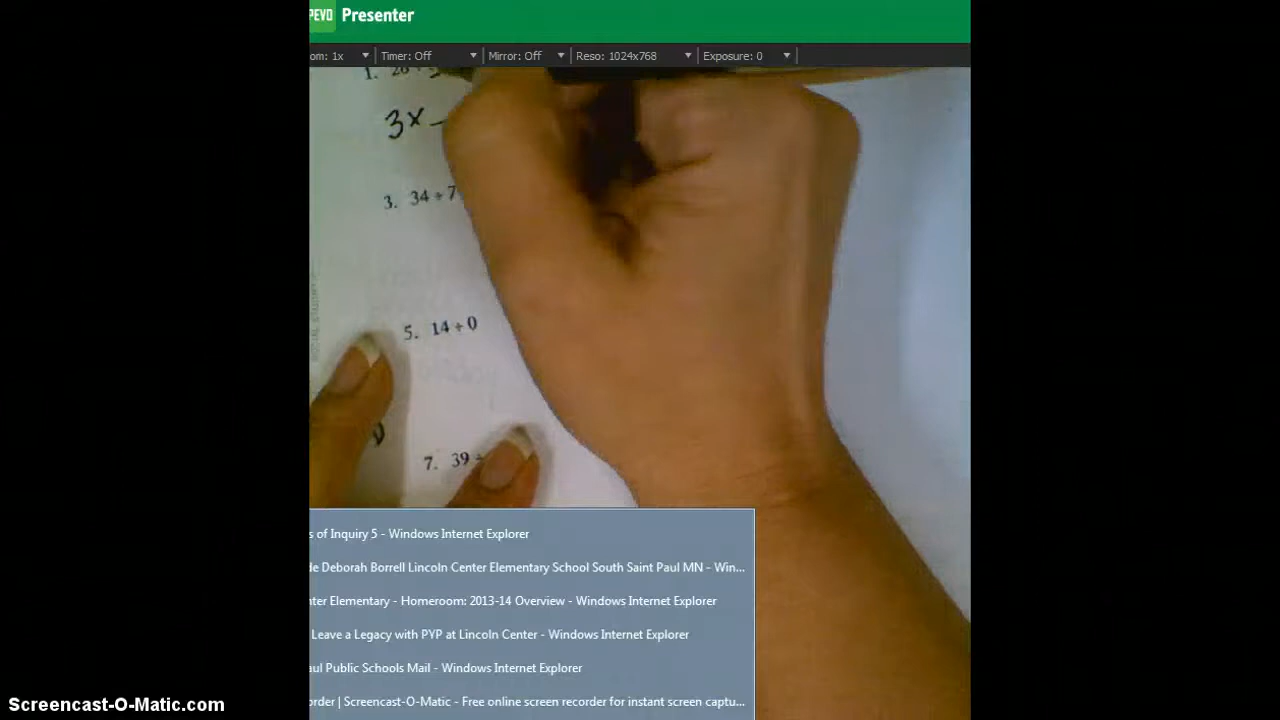 PEVO Presenter
om: 1x Timer: Off Mirror: Off Reso: 1024x768 Exposure: 0
1.
3x
3. 34 ÷ 7
5. 14 ÷ 0
7. 39 ÷
s of Inquiry 5 - Windows Internet Explorer
de Deborah Borrell Lincoln Center Elementary School South Saint Paul MN - Win...
nter Elementary - Homeroom: 2013-14 Overview - Windows Internet Explorer
Leave a Legacy with PYP at Lincoln Center - Windows Internet Explorer
aul Public Schools Mail - Windows Internet Explorer
order | Screencast-O-Matic - Free online screen recorder for instant screen captu...
Screencast-O-Matic.com